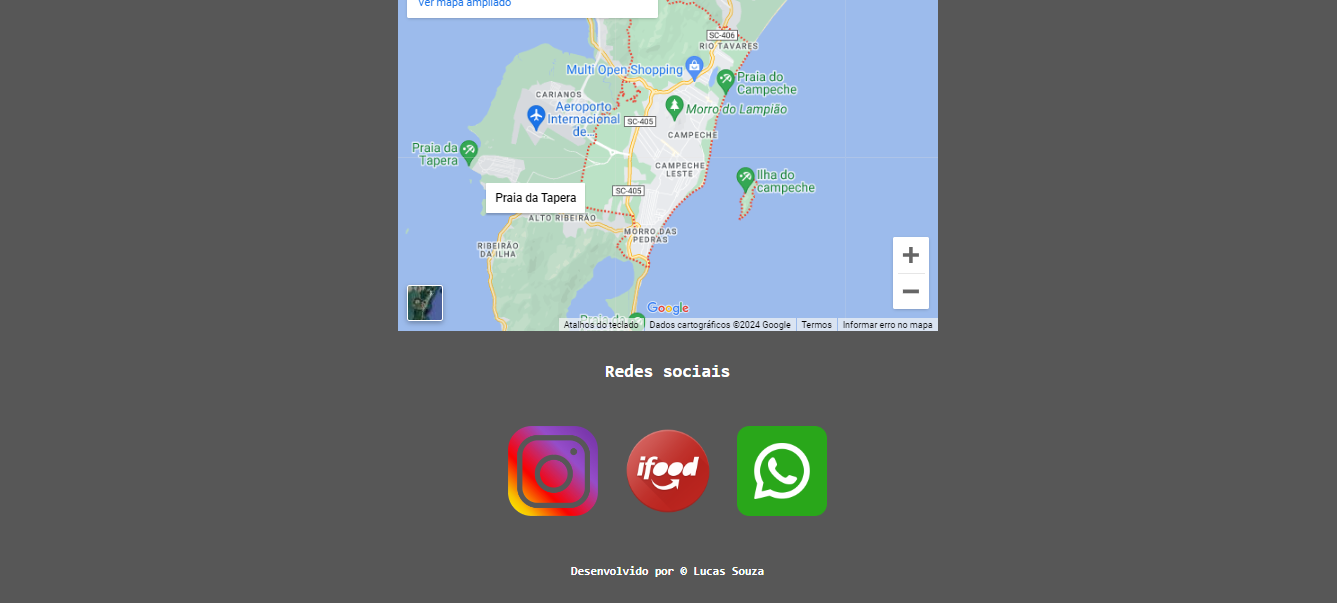 Ver mapa ampliado
SC-406
RIO TAVARES
Multi Open Shopping
Praia do
Campeche
CARIANOS
Aeroporto
Internacional
de...
Morro do Lampião
SC-405
CAMPECHE
Praia da
Tapera
CAMPECHE
LESTE
Ilha do
campeche
SC-405
Praia da Tapera
ALTO RIBEIRÃO
MORRO DAS
PEDRAS
RIBEIRÃO
DA ILHA
Google
Praia do
Atalhos do teclado
Dados cartográficos ©2024 Google
Termos
Informar erro no mapa
Redes sociais
ifood
Desenvolvido por © Lucas Souza